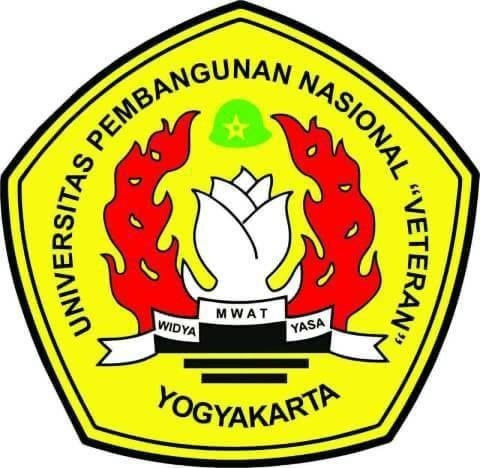 UNIVERSITAS PEMBANGUNAN NASIONAL "VETERAN"
WIDYA MWAT YASA
YOGYAKARTA